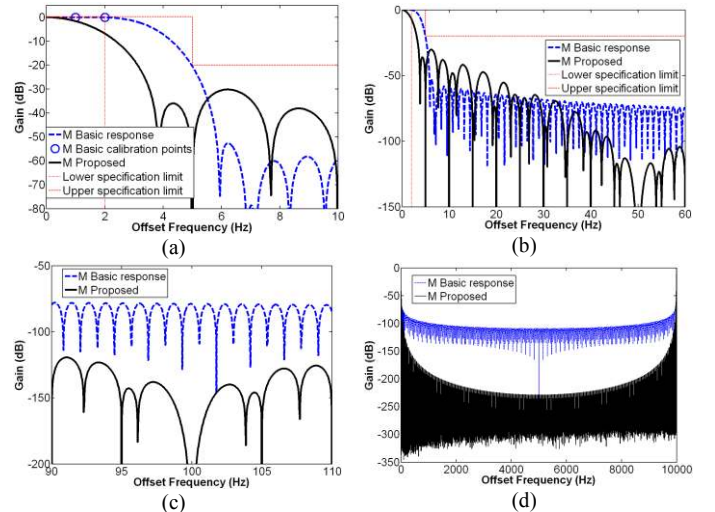 10
0
-10
-20
-30
-40
-50
-60
-70
-80
Gain (dB)
M Basic response
M Basic calibration points
M Proposed
Lower specification limit
Upper specification limit
0 2 4 6 8 10
Offset Frequency (Hz)
(a)
0
-50
-100
-150
Gain (dB)
M Basic response
M Proposed
Lower specification limit
Upper specification limit
0 10 20 30 40 50 60
Offset Frequency (Hz)
(b)
-50
-100
-150
-200
Gain (dB)
M Basic response
M Proposed
90 95 100 105 110
Offset Frequency (Hz)
(c)
0
-50
-100
-150
-200
-250
-300
-350
Gain (dB)
M Basic response
M Proposed
0 2000 4000 6000 8000 10000
Offset Frequency (Hz)
(d)